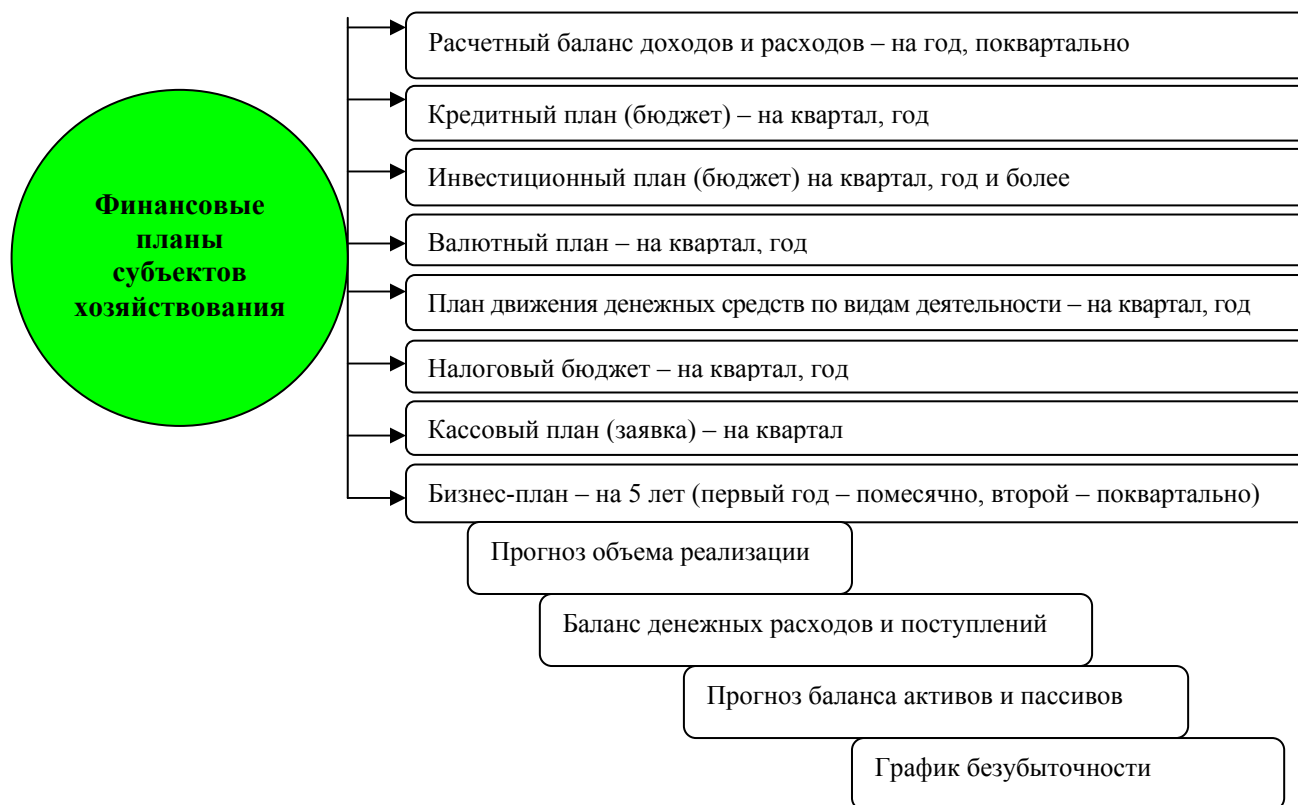 Финансовые
планы
субъектов
хозяйствования
Расчетный баланс доходов и расходов – на год, поквартально
Кредитный план (бюджет) – на квартал, год
Инвестиционный план (бюджет) на квартал, год и более
Валютный план – на квартал, год
План движения денежных средств по видам деятельности – на квартал, год
Налоговый бюджет – на квартал, год
Кассовый план (заявка) – на квартал
Бизнес-план – на 5 лет (первый год – помесячно, второй – поквартально)
Прогноз объема реализации
Баланс денежных расходов и поступлений
Прогноз баланса активов и пассивов
График безубыточности